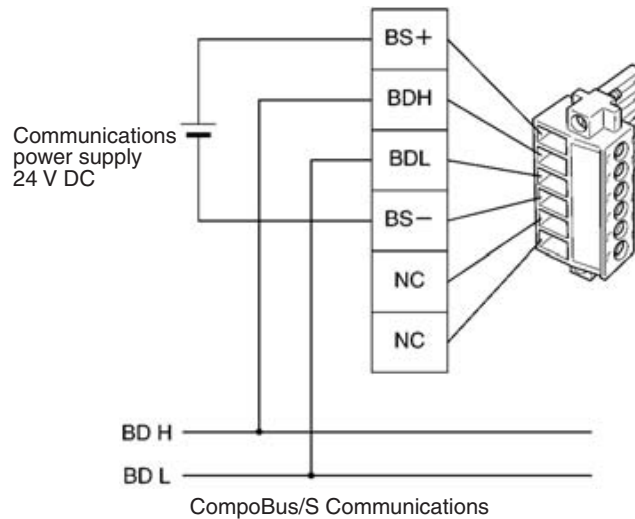 BS+
BDH
Communications
power supply
24 V DC
BDL
BS−
NC
NC
BD H
BD L
CompoBus/S Communications